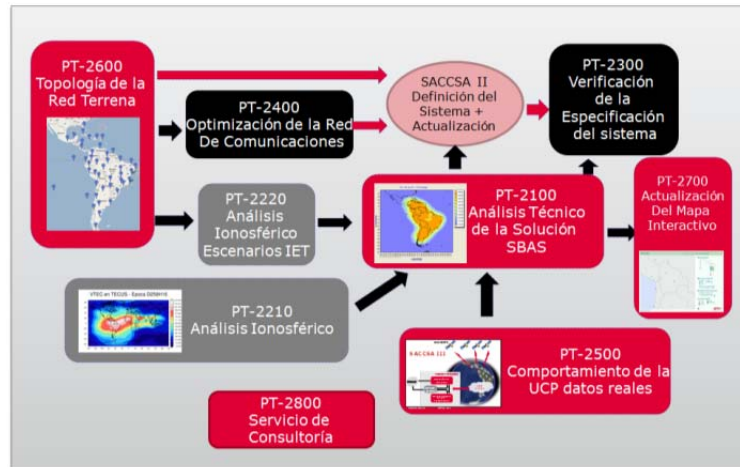 PT-2600
Topología de la
Red Terrena
PT-2400
Optimización de la Red
De Comunicaciones
SACCSA II
Definición del
Sistema +
Actualización
PT-2300
Verificación
de la
Especificación
del sistema
PT-2220
Análisis
Ionosférico
Escenarios IET
PT-2100
Análisis Técnico
de la Solución
SBAS
PT-2700
Actualización
Del Mapa
Interactivo
PT-2210
Análisis Ionosférico
PT-2500
Comportamiento de la
UCP datos reales
PT-2800
Servicio de
Consultoría